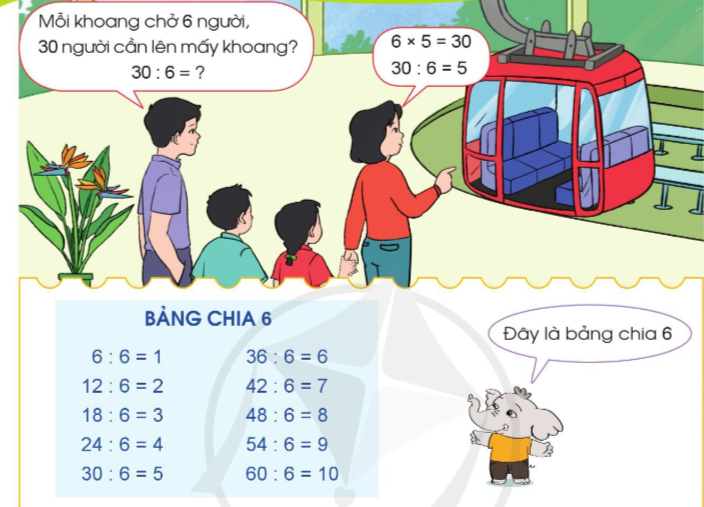 Mỗi khoang chở 6 người,
30 người cần lên mấy khoang?
30 : 6 = ?
6 × 5 = 30
30 : 6 = 5
BẢNG CHIA 6
6 : 6 = 1
12 : 6 = 2
18 : 6 = 3
24 : 6 = 4
30 : 6 = 5
36 : 6 = 6
42 : 6 = 7
48 : 6 = 8
54 : 6 = 9
60 : 6 = 10
Đây là bảng chia 6